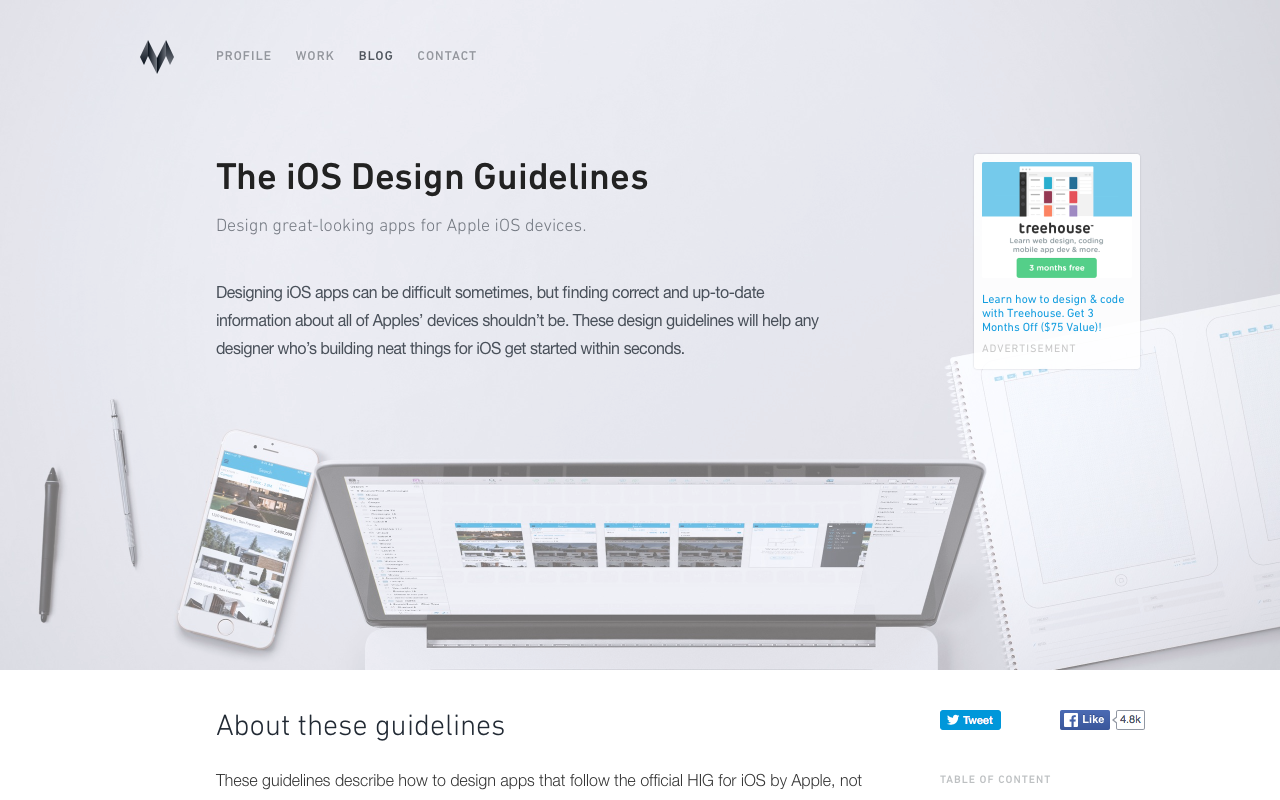 PROFILE WORK BLOG CONTACT
The iOS Design Guidelines
Design great-looking apps for Apple iOS devices.
Designing iOS apps can be difficult sometimes, but finding correct and up-to-date
information about all of Apples’ devices shouldn’t be. These design guidelines will help any
designer who’s building neat things for iOS get started within seconds.
treehouse
Learn web design, coding
mobile app dev & more.
3 months free
Learn how to design & code
with Treehouse. Get 3
Months Off ($75 Value)!
ADVERTISEMENT
Search
About these guidelines
These guidelines describe how to design apps that follow the official HIG for iOS by Apple, not
Tweet
Like 4.8k
TABLE OF CONTENT